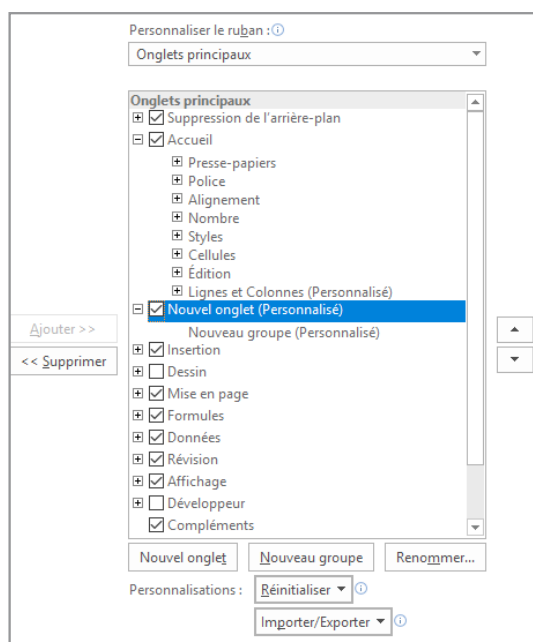 Personnaliser le ruban :
Onglets principaux
Onglets principaux
Suppression de l'arrière-plan
Accueil
Presse-papiers
Police
Alignement
Nombre
Styles
Cellules
Édition
Lignes et Colonnes (Personnalisé)
Nouvel onglet (Personnalisé)
Nouveau groupe (Personnalisé)
Ajouter >>
<< Supprimer
Insertion
Dessin
Mise en page
Formules
Données
Révision
Affichage
Développeur
Compléments
Nouvel onglet Nouveau groupe Renommer...
Personnalisations : Réinitialiser
Importer/Exporter